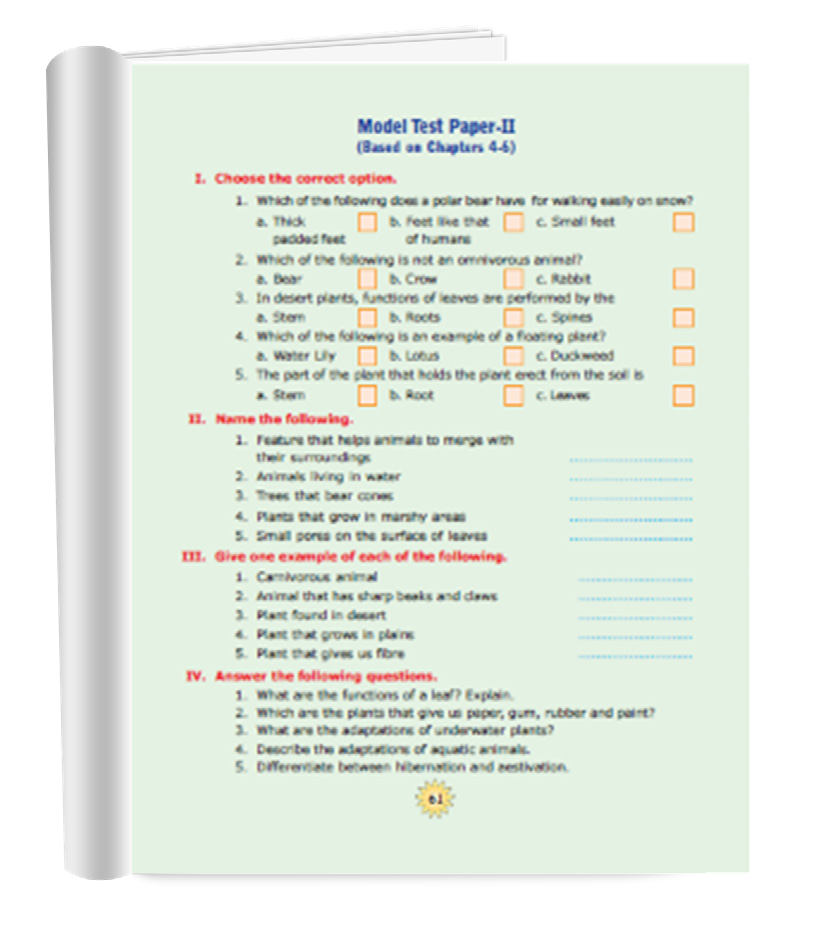 Model Test Paper-II
(Based on Chapters 4-6)
I. Choose the correct option.
1. Which of the following does a polar bear have for walking easily on snow?
a. Thick b. Feet like that c. Small feet
padded feet of humans
2. Which of the following is not an omnivorous animal?
a. Bear b. Crow c. Rabbit
3. In desert plants, functions of leaves are performed by the
a. Stem b. Roots c. Spines
4. Which of the following is an example of a floating plant?
a. Water Lily b. Lotus c. Duckweed
5. The part of the plant that holds the plant erect from the soil is
a. Stem b. Root c. Leaves
II. Name the following.
1. Feature that helps animals to merge with
their surroundings ..............................
2. Animals living in water ..............................
3. Trees that bear cones ..............................
4. Plants that grow in marshy areas ..............................
5. Small pores on the surface of leaves ..............................
III. Give one example of each of the following.
1. Carnivorous animal ..............................
2. Animal that has sharp beaks and claws ..............................
3. Plant found in desert ..............................
4. Plant that grows in plains ..............................
5. Plant that gives us fibre ..............................
IV. Answer the following questions.
1. What are the functions of a leaf? Explain.
2. Which are the plants that give us paper, gum, rubber and paint?
3. What are the adaptations of underwater plants?
4. Describe the adaptations of aquatic animals.
5. Differentiate between hibernation and aestivation.
61